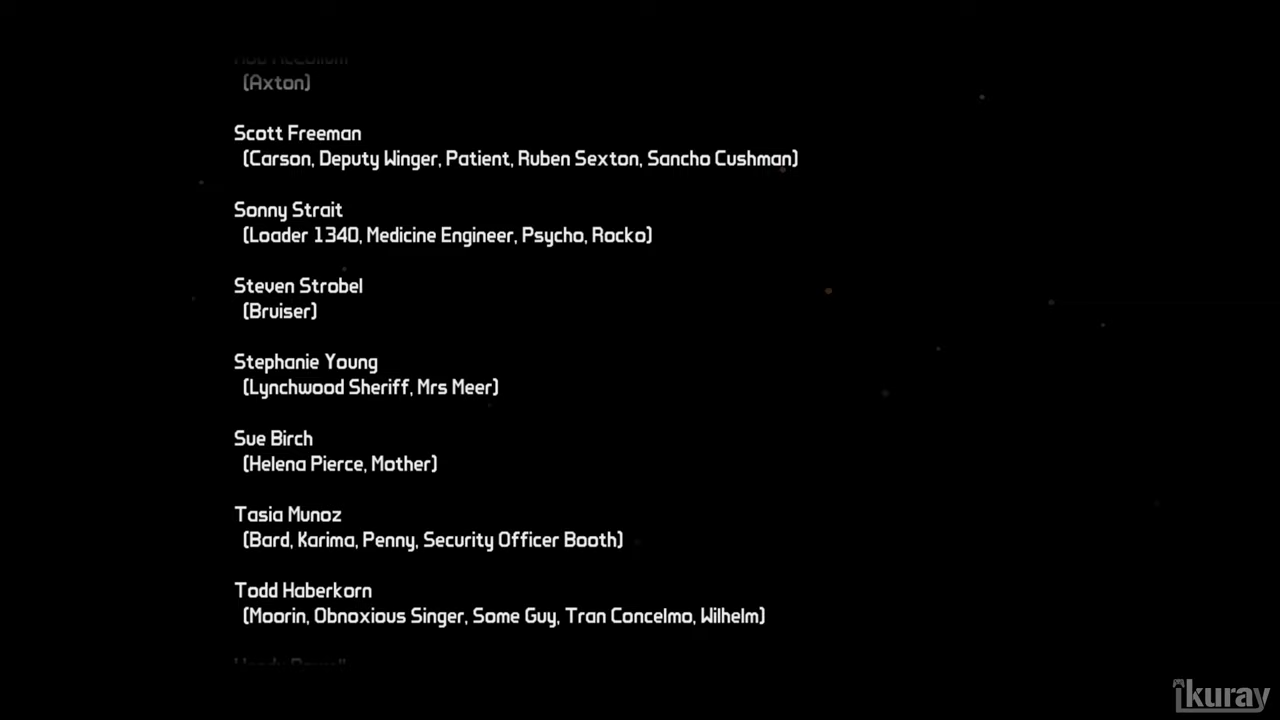 (Axton)
Scott Freeman
(Carson, Deputy Winger, Patient, Ruben Sexton, Sancho Cushman)
Sonny Strait
(Loader 1340, Medicine Engineer, Psycho, Rocko)
Steven Strobel
(Bruiser)
Stephanie Young
(Lynchwood Sheriff, Mrs Meer)
Sue Birch
(Helena Pierce, Mother)
Tasia Munoz
(Bard, Karima, Penny, Security Officer Booth)
Todd Haberkorn
(Moorin, Obnoxious Singer, Some Guy, Tran Concelmo, Wilhelm)
ikuray